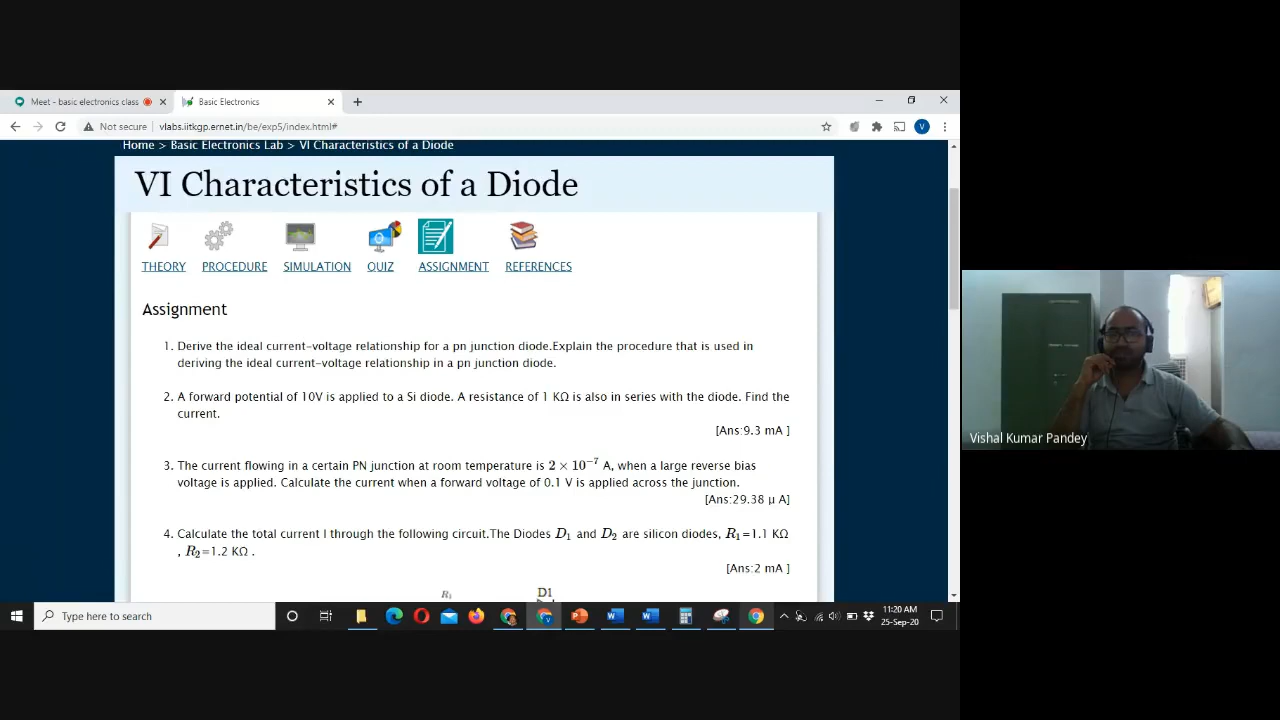 Meet - basic electronics class
Basic Electronics
Not secure
vlabs.iitkgp.ernet.in/be/exp5/index.html#
V
Home > Basic Electronics Lab > VI Characteristics of a Diode
VI Characteristics of a Diode
THEORY
PROCEDURE
SIMULATION
QUIZ
ASSIGNMENT
REFERENCES
Assignment
1. Derive the ideal current-voltage relationship for a pn junction diode.Explain the procedure that is used in
deriving the ideal current-voltage relationship in a pn junction diode.
2. A forward potential of 10V is applied to a Si diode. A resistance of 1 KΩ is also in series with the diode. Find the
current.
[Ans:9.3 mA ]
3. The current flowing in a certain PN junction at room temperature is 2 × 10⁻⁷ A, when a large reverse bias
voltage is applied. Calculate the current when a forward voltage of 0.1 V is applied across the junction.
[Ans:29.38 μ A]
4. Calculate the total current I through the following circuit.The Diodes D₁ and D₂ are silicon diodes, R₁=1.1 KΩ
, R₂=1.2 KΩ .
[Ans:2 mA ]
D1
Vishal Kumar Pandey
Type here to search
11:20 AM
25-Sep-20